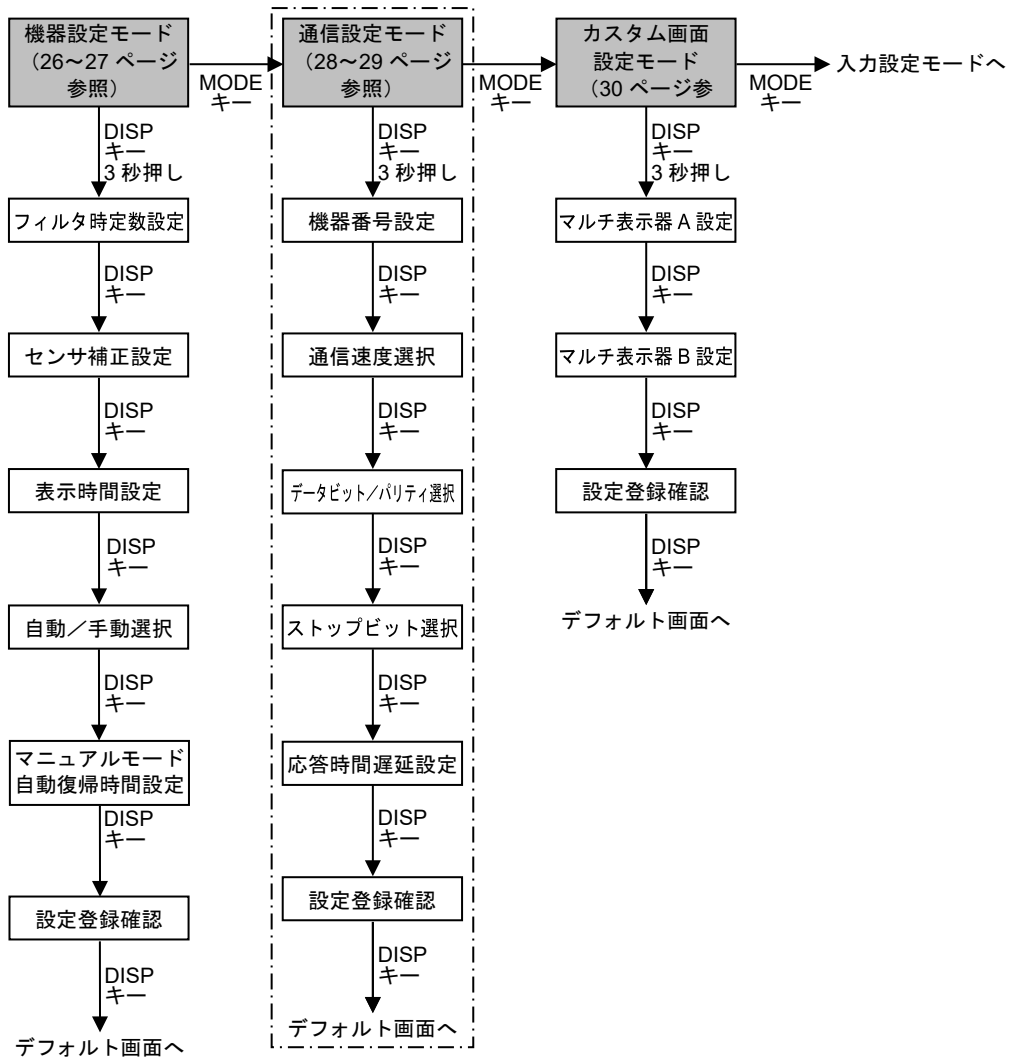 機器設定モード
（26～27 ページ
参照）
MODE
キー
通信設定モード
（28～29 ページ
参照）
MODE
キー
カスタム画面
設定モード
（30 ページ参
MODE
キー
入力設定モードへ
DISP
キー
3 秒押し
フィルタ時定数設定
DISP
キー
センサ補正設定
DISP
キー
表示時間設定
DISP
キー
自動／手動選択
DISP
キー
マニュアルモード
自動復帰時間設定
DISP
キー
設定登録確認
DISP
キー
デフォルト画面へ
DISP
キー
3 秒押し
機器番号設定
DISP
キー
通信速度選択
DISP
キー
データビット／パリティ選択
DISP
キー
ストップビット選択
DISP
キー
応答時間遅延設定
DISP
キー
設定登録確認
DISP
キー
デフォルト画面へ
DISP
キー
3 秒押し
マルチ表示器 A 設定
DISP
キー
マルチ表示器 B 設定
DISP
キー
設定登録確認
DISP
キー
デフォルト画面へ